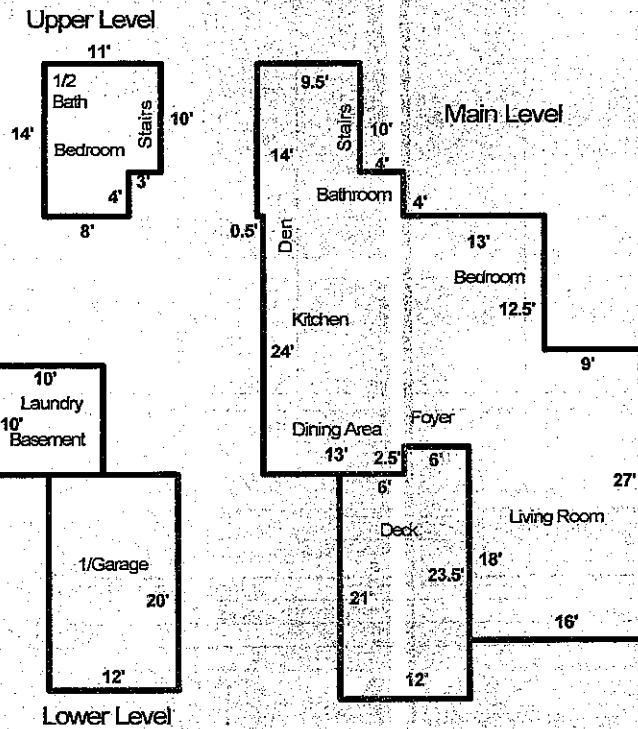 Upper Level
11'
1/2
Bath
Stairs
10'
14'
Bedroom
3'
4'
8'
9.5'
Main Level
Stairs
10'
14'
4'
Bathroom
4'
0.5'
Den
13'
Bedroom
12.5'
Kitchen
24'
9'
10'
Laundry
10'
Basement
Foyer
Dining Area
13'
2.5'
6'
6'
27'
Deck
Living Room
1/Garage
18'
23.5'
20'
21'
16'
12'
12'
Lower Level